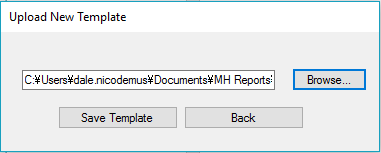 Upload New Template
C:¥Users¥dale.nicodemus¥Documents¥MH Reports¥
Browse...
Save Template
Back